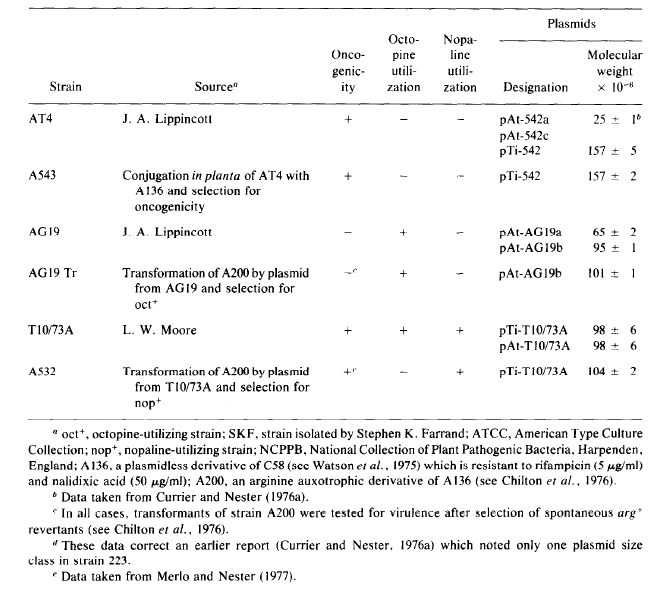 Plasmids
Octo- Nopa-
Onco- pine line Molecular
genic- utili- utili- weight
Strain Sourceᵃ ity zation zation Designation × 10⁻⁶
AT4 J. A. Lippincott + − − pAt-542a 25 ± 1ᵇ
pAt-542c
pTi-542 157 ± 5
A543 Conjugation in planta of AT4 with + − − pTi-542 157 ± 2
A136 and selection for
oncogenicity
AG19 J. A. Lippincott − + − pAt-AG19a 65 ± 2
pAt-AG19b 95 ± 1
AG19 Tr Transformation of A200 by plasmid −ᶜ + − pAt-AG19b 101 ± 1
from AG19 and selection for
oct⁺
T10/73A L. W. Moore + + + pTi-T10/73A 98 ± 6
pAt-T10/73A 98 ± 6
A532 Transformation of A200 by plasmid +ᶜ − + pTi-T10/73A 104 ± 2
from T10/73A and selection for
nop⁺
ᵃ oct⁺, octopine-utilizing strain; SKF, strain isolated by Stephen K. Farrand; ATCC, American Type Culture
Collection; nop⁺, nopaline-utilizing strain; NCPPB, National Collection of Plant Pathogenic Bacteria, Harpenden,
England; A136, a plasmidless derivative of C58 (see Watson et al., 1975) which is resistant to rifampicin (5 μg/ml)
and nalidixic acid (50 μg/ml); A200, an arginine auxotrophic derivative of A136 (see Chilton et al., 1976).
ᵇ Data taken from Currier and Nester (1976a).
ᶜ In all cases, transformants of strain A200 were tested for virulence after selection of spontaneous arg⁺
revertants (see Chilton et al., 1976).
ᵈ These data correct an earlier report (Currier and Nester, 1976a) which noted only one plasmid size
class in strain 223.
ᵉ Data taken from Merlo and Nester (1977).